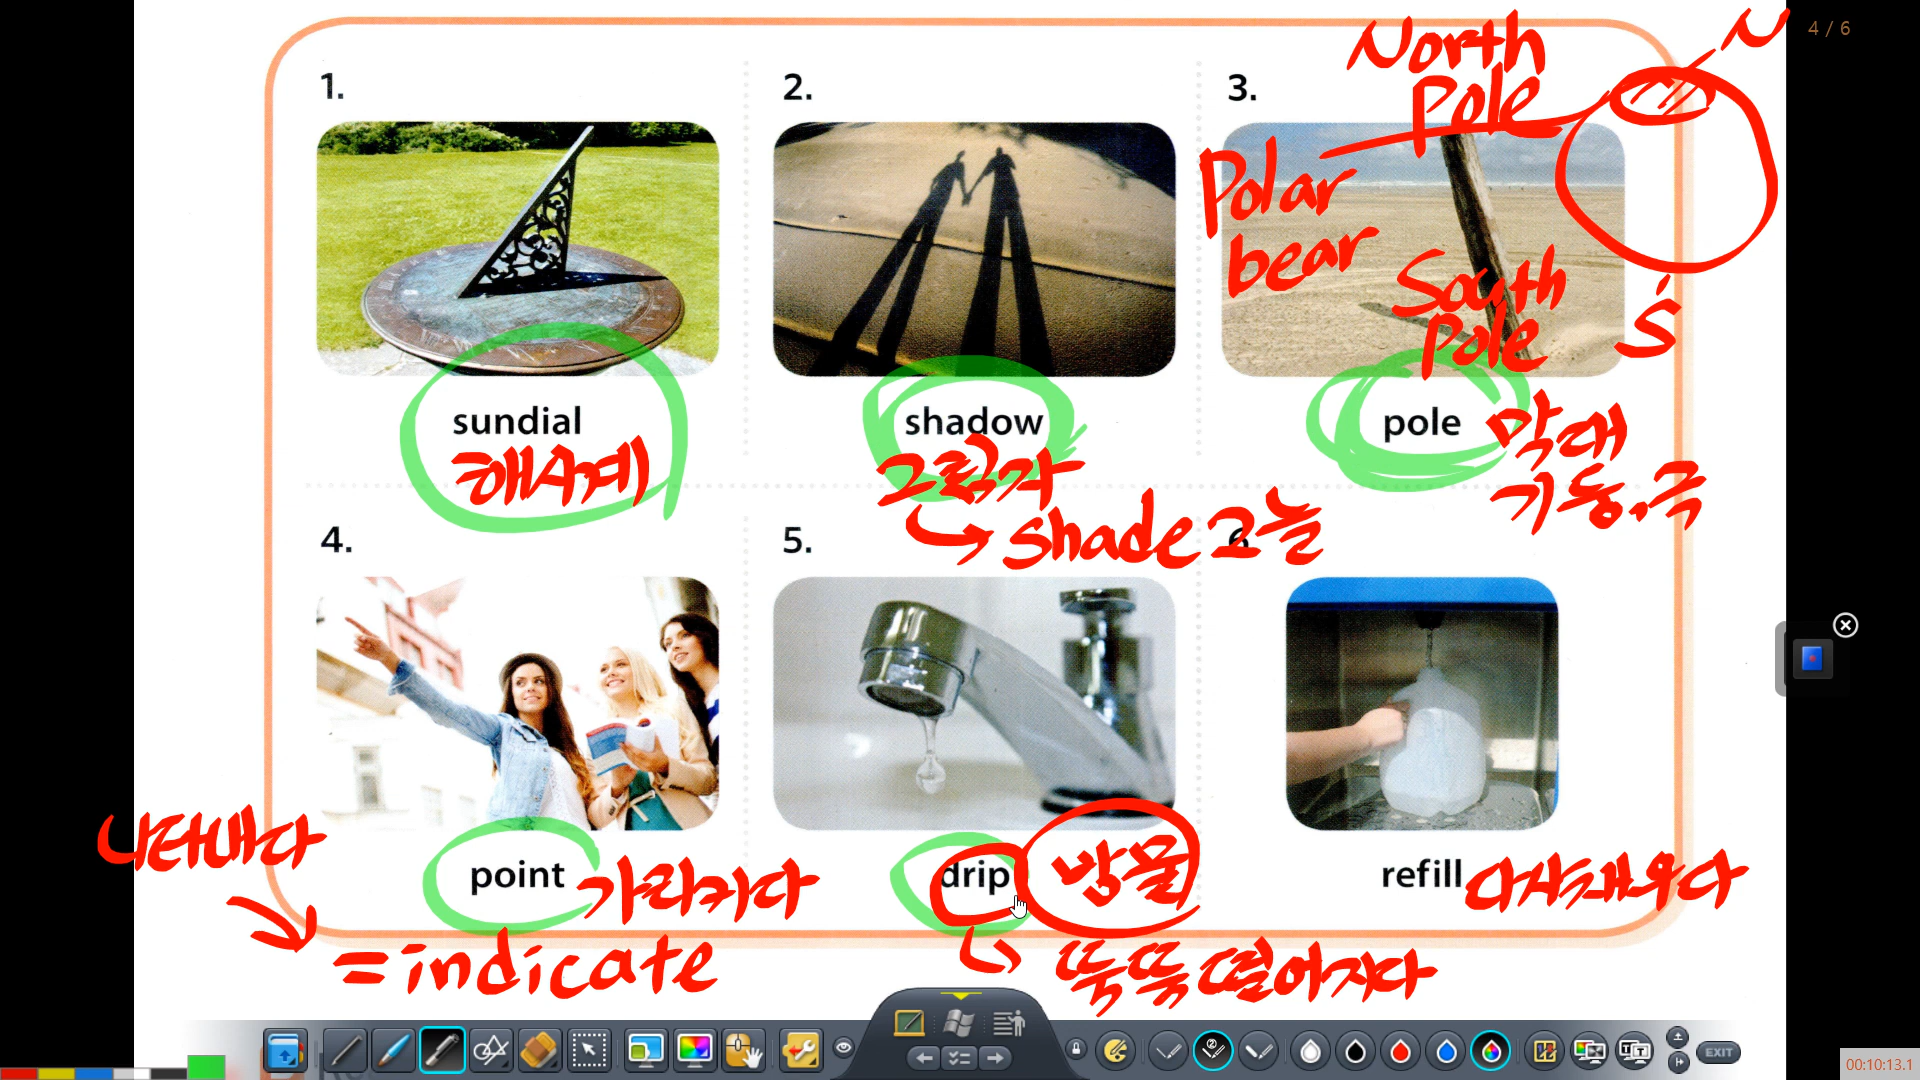 4 / 6
1.
2.
3.
North
Pole
N
Polar
bear
South
Pole
S
sundial
해시계
shadow
그림자
shade 그늘
pole
막대
기둥, 극
4.
5.
6.
나타내다
point
가리키다
= indicate
drip
방울
뚝뚝 떨어지다
refill
다시 채우다
EXIT
00:10:13.1